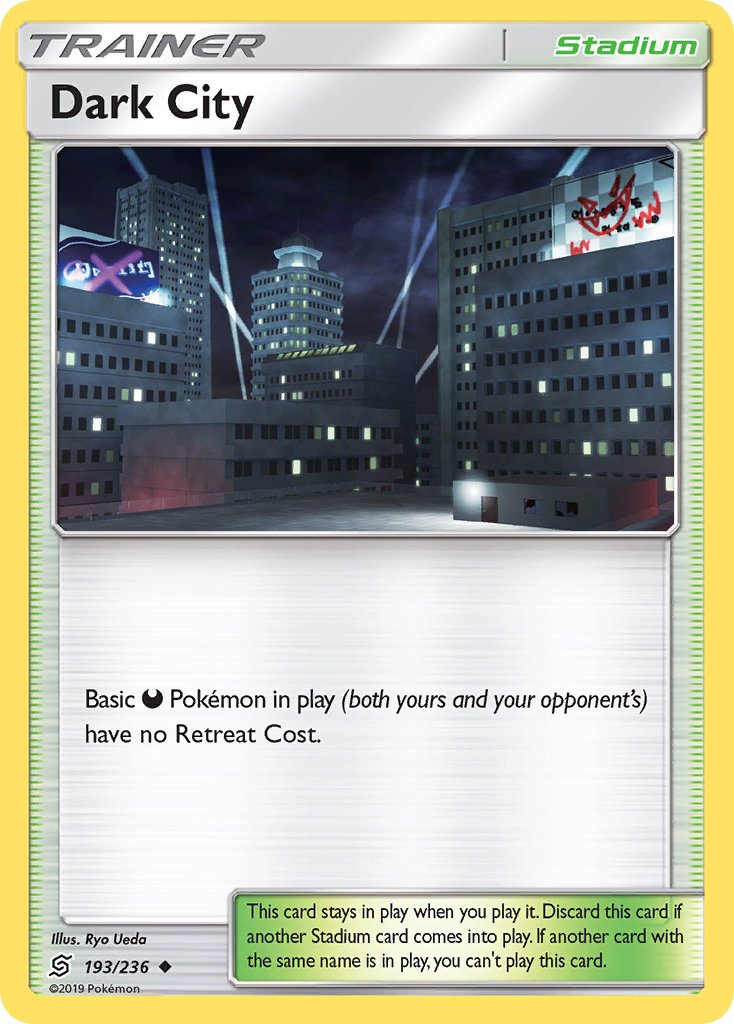 TRAINER
Stadium
Dark City
Basic Pokémon in play (both yours and your opponent's)
have no Retreat Cost.
This card stays in play when you play it. Discard this card if
another Stadium card comes into play. If another card with
the same name is in play, you can't play this card.
Illus. Ryo Ueda
193/236
©2019 Pokémon